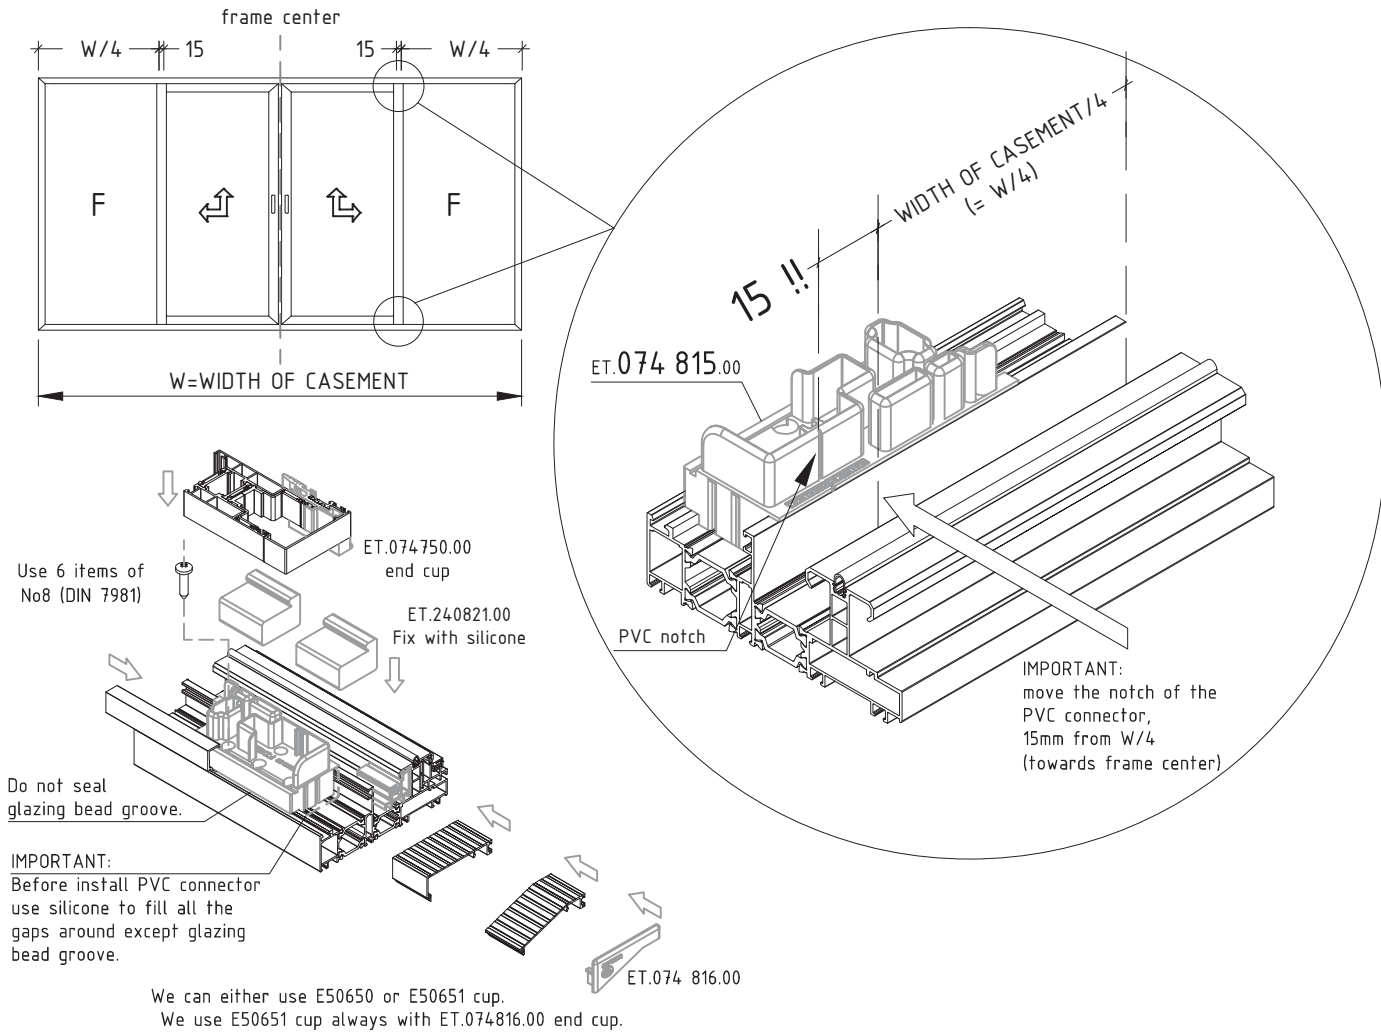 frame center
W/4 15 15 W/4
F F
W=WIDTH OF CASEMENT
WIDTH OF CASEMENT/4
(= W/4)
15 !!
ET.074 815.00
PVC notch
IMPORTANT:
move the notch of the
PVC connector,
15mm from W/4
(towards frame center)
ET.074750.00
end cup
Use 6 items of
No8 (DIN 7981)
ET.240821.00
Fix with silicone
Do not seal
glazing bead groove.
IMPORTANT:
Before install PVC connector
use silicone to fill all the
gaps around except glazing
bead groove.
ET.074 816.00
We can either use E50650 or E50651 cup.
We use E50651 cup always with ET.074816.00 end cup.